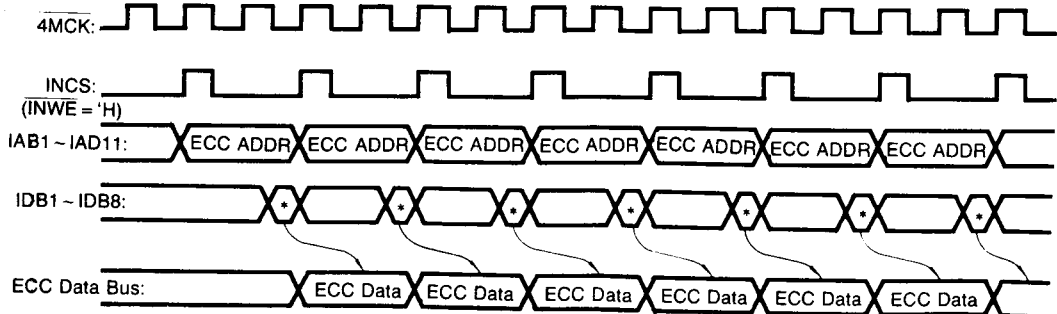 4MCK:
INCS:
(INWE = 'H)
IAB1 ~ IAD11: ECC ADDR ECC ADDR ECC ADDR ECC ADDR ECC ADDR ECC ADDR ECC ADDR
IDB1 ~ IDB8: * * * * * * *
ECC Data Bus: ECC Data ECC Data ECC Data ECC Data ECC Data ECC Data